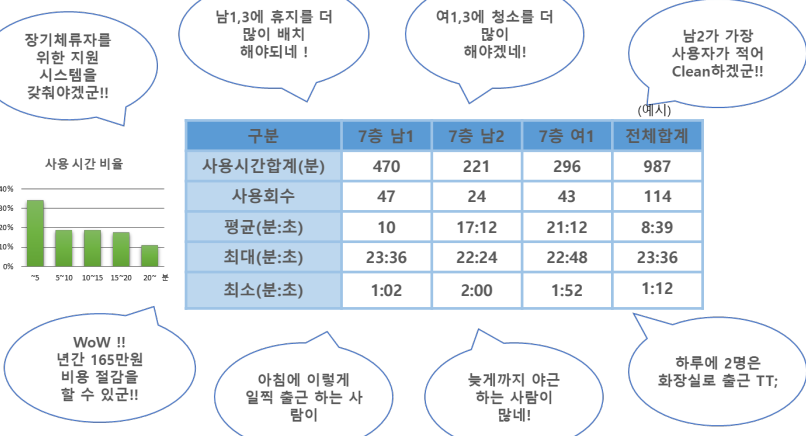 장기체류자를
위한 지원
시스템을
갖춰야겠군!!
남1,3에 휴지를 더
많이 배치
해야되네 !
여1,3에 청소를 더
많이
해야겠네!
남2가 가장
사용자가 적어
Clean하겠군!!
(예시)
구분 7층 남1 7층 남2 7층 여1 전체합계
사용시간합계(분) 470 221 296 987
사용회수 47 24 43 114
평균(분:초) 10 17:12 21:12 8:39
최대(분:초) 23:36 22:24 22:48 23:36
최소(분:초) 1:02 2:00 1:52 1:12
사용 시간 비율
40%
30%
20%
10%
0%
~5 5~10 10~15 15~20 20~ 분
WoW !!
년간 165만원
비용 절감을
할 수 있군!!
아침에 이렇게
일찍 출근 하는 사
람이
늦게까지 야근
하는 사람이
많네!
하루에 2명은
화장실로 출근 TT;